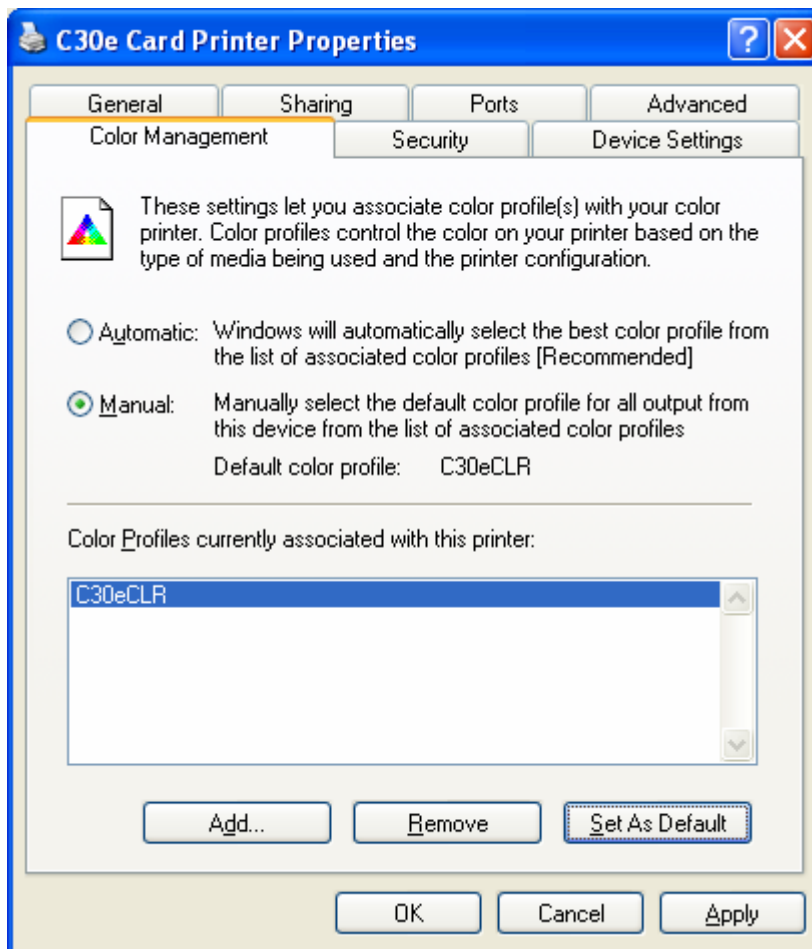 C30e Card Printer Properties
General Sharing Ports Advanced
Color Management Security Device Settings
These settings let you associate color profile(s) with your color
printer. Color profiles control the color on your printer based on the
type of media being used and the printer configuration.
Automatic: Windows will automatically select the best color profile from
the list of associated color profiles [Recommended]
Manual: Manually select the default color profile for all output from
this device from the list of associated color profiles
Default color profile: C30eCLR
Color Profiles currently associated with this printer:
C30eCLR
Add... Remove Set As Default
OK Cancel Apply